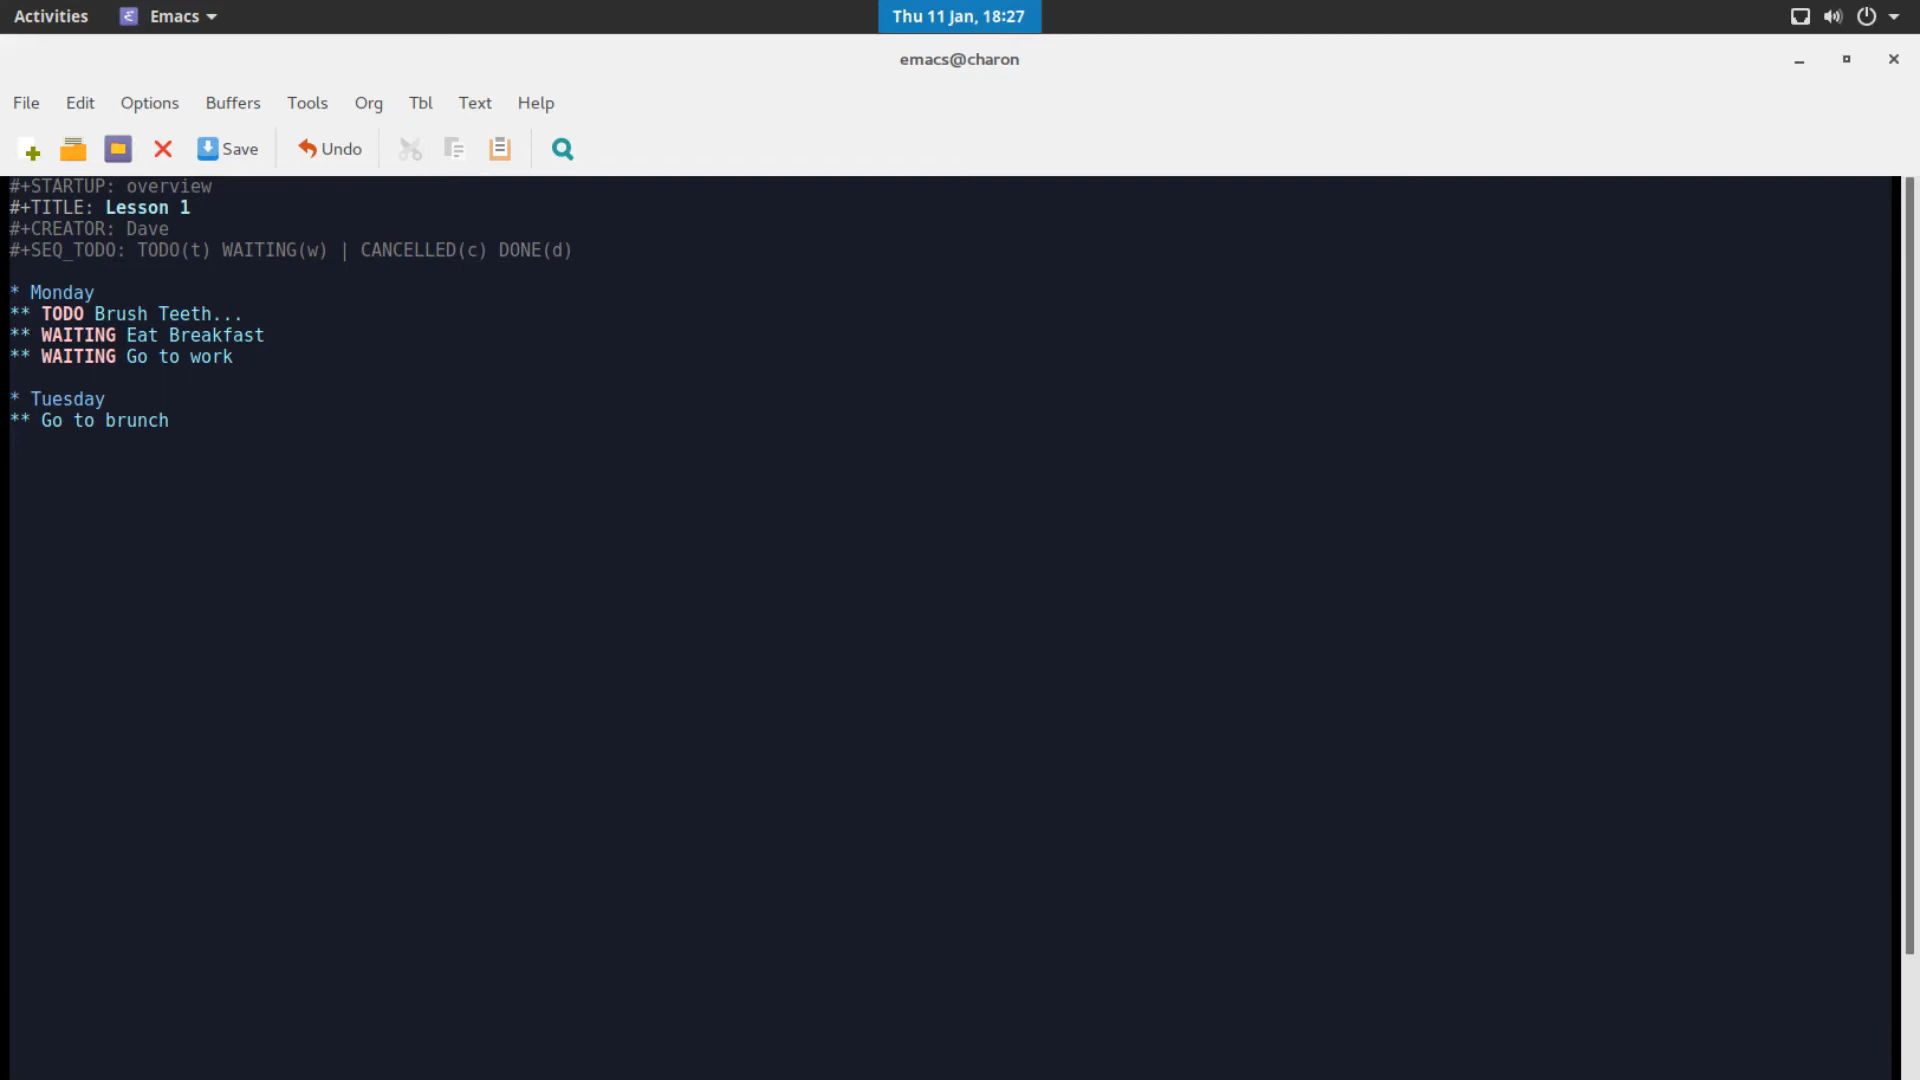 Activities Emacs Thu 11 Jan, 18:27
emacs@charon
File Edit Options Buffers Tools Org Tbl Text Help
Save Undo
#+STARTUP: overview
#+TITLE: Lesson 1
#+CREATOR: Dave
#+SEQ_TODO: TODO(t) WAITING(w) | CANCELLED(c) DONE(d)
* Monday
** TODO Brush Teeth...
** WAITING Eat Breakfast
** WAITING Go to work
* Tuesday
** Go to brunch